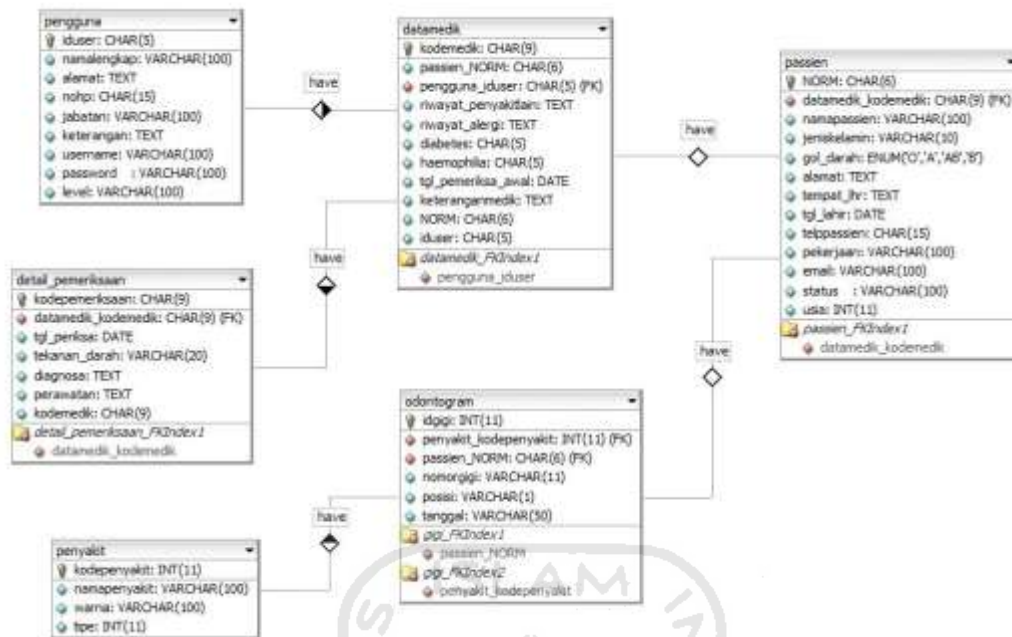 pengguna
iduser: CHAR(5)
namalengkap: VARCHAR(100)
alamat: TEXT
nohp: CHAR(15)
jabatan: VARCHAR(100)
keterangan: TEXT
username: VARCHAR(100)
password : VARCHAR(100)
level: VARCHAR(100)
have
datamedik
kodemedik: CHAR(9)
passien_NORM: CHAR(6)
pengguna_iduser: CHAR(5) (FK)
riwayat_penyakitlain: TEXT
riwayat_alergi: TEXT
diabetes: CHAR(5)
haemophilia: CHAR(5)
tgl_pemeriksa_awal: DATE
keteranganmedik: TEXT
NORM: CHAR(6)
iduser: CHAR(5)
datamedik_FKIndex1
pengguna_iduser
have
passien
NORM: CHAR(6)
datamedik_kodemedik: CHAR(9) (FK)
namapassien: VARCHAR(100)
jeniskelamin: VARCHAR(10)
gol_darah: ENUM('O','A','AB','B')
alamat: TEXT
tempat_lhr: TEXT
tgl_lahir: DATE
telppassien: CHAR(15)
pekerjaan: VARCHAR(100)
email: VARCHAR(100)
status : VARCHAR(100)
usia: INT(11)
passien_FKIndex1
datamedik_kodemedik
have
detail_pemeriksaan
kodepemeriksaan: CHAR(9)
datamedik_kodemedik: CHAR(9) (FK)
tgl_periksa: DATE
tekanan_darah: VARCHAR(20)
diagnosa: TEXT
perawatan: TEXT
kodemedik: CHAR(9)
detail_pemeriksaan_FKIndex1
datamedik_kodemedik
have
odontogram
idgigi: INT(11)
penyakit_kodepenyakit: INT(11) (FK)
passien_NORM: CHAR(6) (FK)
nomorgigi: VARCHAR(11)
posisi: VARCHAR(1)
tanggal: VARCHAR(50)
gigi_FKIndex1
passien_NORM
gigi_FKIndex2
penyakit_kodepenyakit
have
penyakit
kodepenyakit: INT(11)
namapenyakit: VARCHAR(100)
warna: VARCHAR(100)
tipe: INT(11)